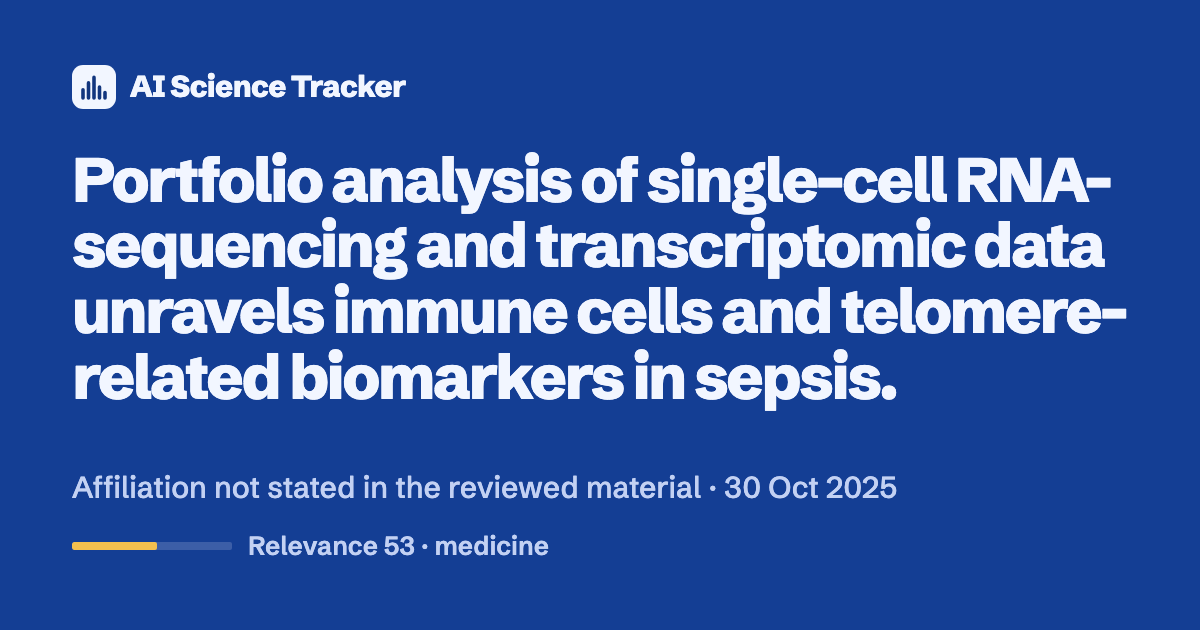 AI Science Tracker
Portfolio analysis of single-cell RNA-
sequencing and transcriptomic data
unravels immune cells and telomere-
related biomarkers in sepsis.
Affiliation not stated in the reviewed material · 30 Oct 2025
Relevance 53 · medicine